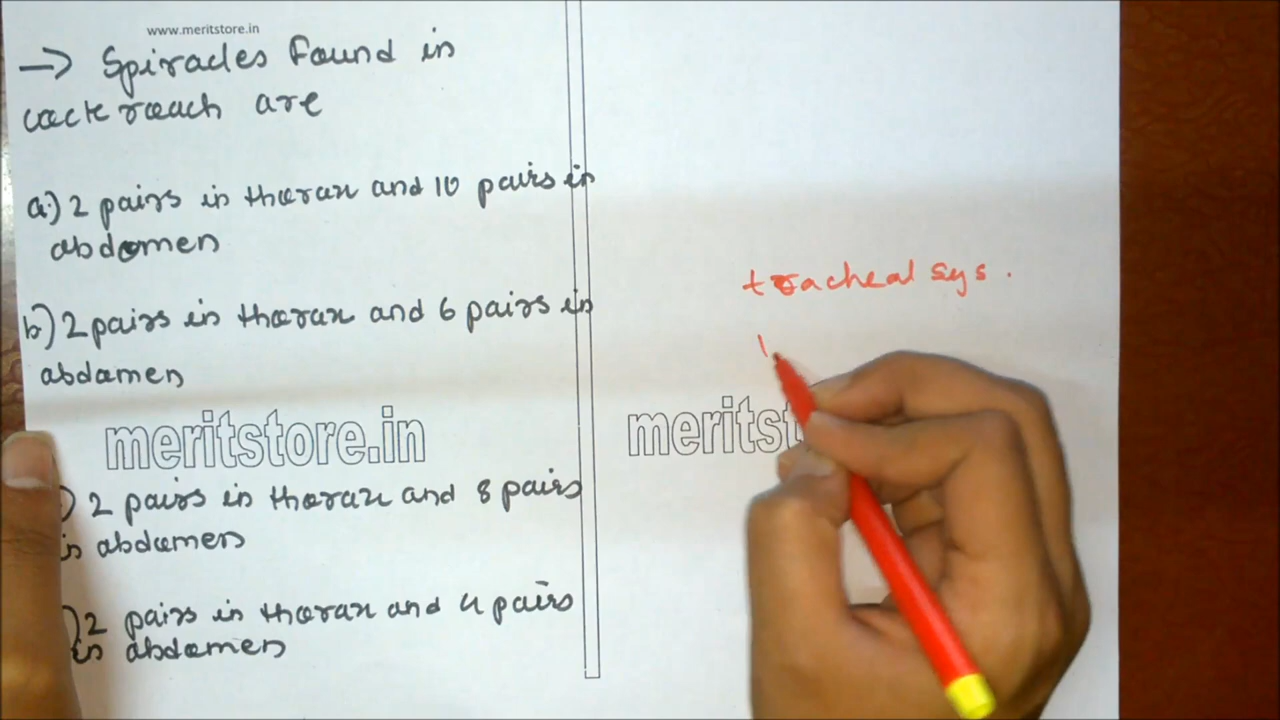 www.meritstore.in
→ Spiracles found in
cockroach are
a.) 2 pairs in thorax and 10 pairs in
abdomen
b) 2 pairs in thorax and 6 pairs in
abdomen
meritstore.in
) 2 pairs in thorax and 8 pairs
in abdomen
) 2 pairs in thorax and 4 pairs
in abdomen
tracheal sys.
meritst